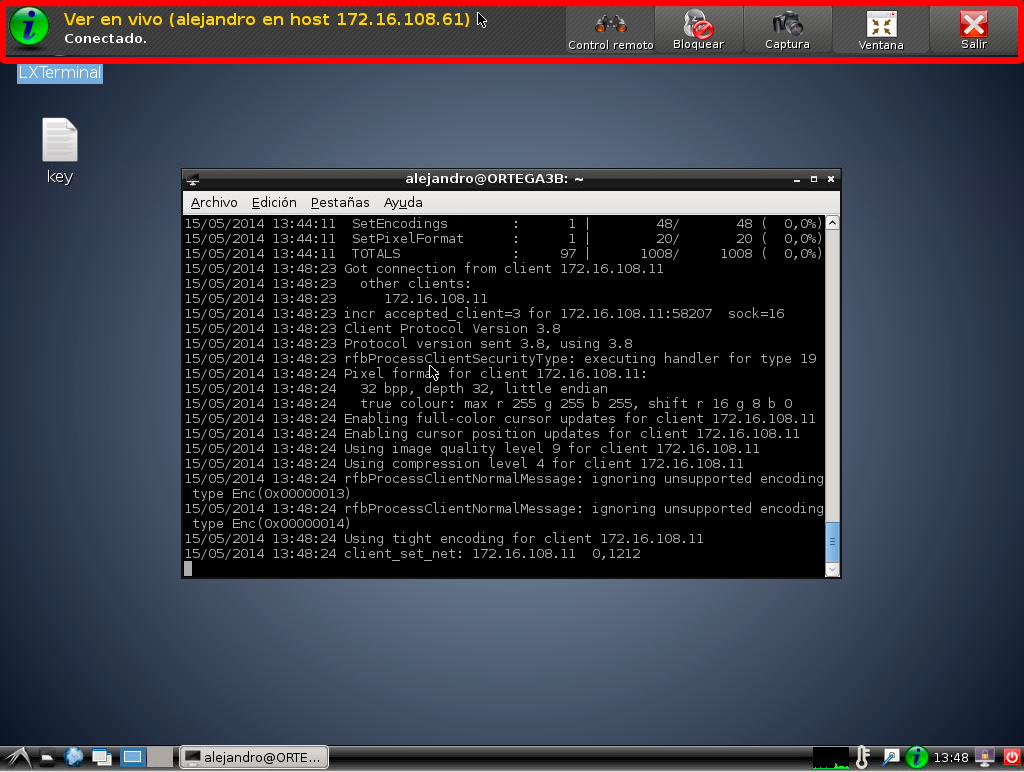 Ver en vivo (alejandro en host 172.16.108.61)
Conectado.
Control remoto
Bloquear
Captura
Ventana
Salir
LXTerminal
key
alejandro@ORTEGA3B: ~
Archivo Edición Pestañas Ayuda
15/05/2014 13:44:11  SetEncodings        :      1 |        48/       48 (  0,0%)
15/05/2014 13:44:11  SetPixelFormat      :      1 |        20/       20 (  0,0%)
15/05/2014 13:44:11  TOTALS              :     97 |      1008/     1008 (  0,0%)
15/05/2014 13:48:23 Got connection from client 172.16.108.11
15/05/2014 13:48:23   other clients:
15/05/2014 13:48:23      172.16.108.11
15/05/2014 13:48:23 incr accepted_client=3 for 172.16.108.11:58207  sock=16
15/05/2014 13:48:23 Client Protocol Version 3.8
15/05/2014 13:48:23 Protocol version sent 3.8, using 3.8
15/05/2014 13:48:23 rfbProcessClientSecurityType: executing handler for type 19
15/05/2014 13:48:24 Pixel format for client 172.16.108.11:
15/05/2014 13:48:24   32 bpp, depth 32, little endian
15/05/2014 13:48:24   true colour: max r 255 g 255 b 255, shift r 16 g 8 b 0
15/05/2014 13:48:24 Enabling full-color cursor updates for client 172.16.108.11
15/05/2014 13:48:24 Enabling cursor position updates for client 172.16.108.11
15/05/2014 13:48:24 Using image quality level 9 for client 172.16.108.11
15/05/2014 13:48:24 Using compression level 4 for client 172.16.108.11
15/05/2014 13:48:24 rfbProcessClientNormalMessage: ignoring unsupported encoding
type Enc(0x00000013)
15/05/2014 13:48:24 rfbProcessClientNormalMessage: ignoring unsupported encoding
type Enc(0x00000014)
15/05/2014 13:48:24 Using tight encoding for client 172.16.108.11
15/05/2014 13:48:24 client_set_net: 172.16.108.11  0,1212
alejandro@ORTE...
13:48